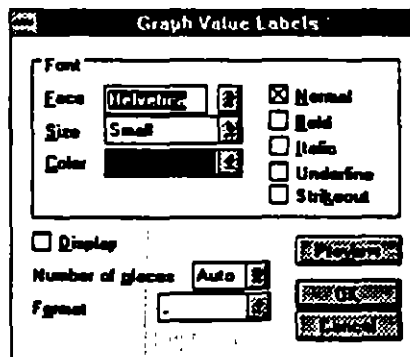 Graph Value Labels
Font
Face Helvetica
Size Small
Color
Normal
Bold
Italic
Underline
Strikeout
Display
Number of places Auto
Format
Preview
OK
Cancel